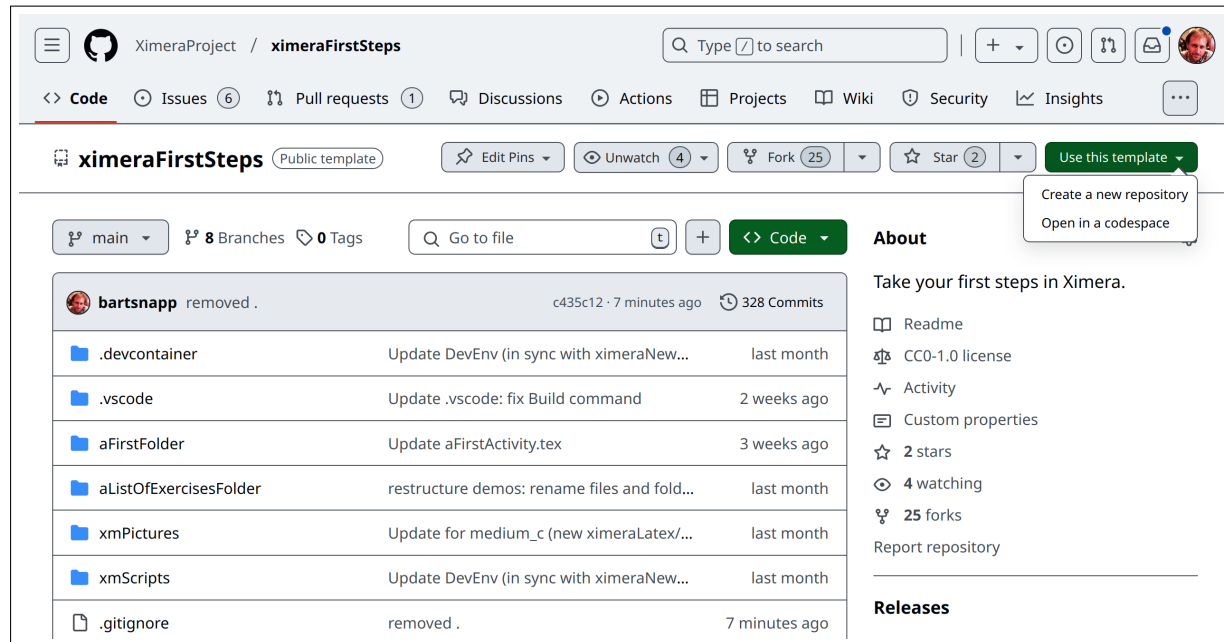 XimeraProject / ximeraFirstSteps Type / to search
Code Issues 6 Pull requests 1 Discussions Actions Projects Wiki Security Insights
ximeraFirstSteps Public template Edit Pins Unwatch 4 Fork 25 Star 2 Use this template
Create a new repository
Open in a codespace
main 8 Branches 0 Tags Go to file t + Code
bartsnapp removed . c435c12 · 7 minutes ago 328 Commits
.devcontainer Update DevEnv (in sync with ximeraNew... last month
.vscode Update .vscode: fix Build command 2 weeks ago
aFirstFolder Update aFirstActivity.tex 3 weeks ago
aListOfExercisesFolder restructure demos: rename files and fold... last month
xmPictures Update for medium_c (new ximeraLatex/... last month
xmScripts Update DevEnv (in sync with ximeraNew... last month
.gitignore removed . 7 minutes ago
About
Take your first steps in Ximera.
Readme
CC0-1.0 license
Activity
Custom properties
2 stars
4 watching
25 forks
Report repository
Releases